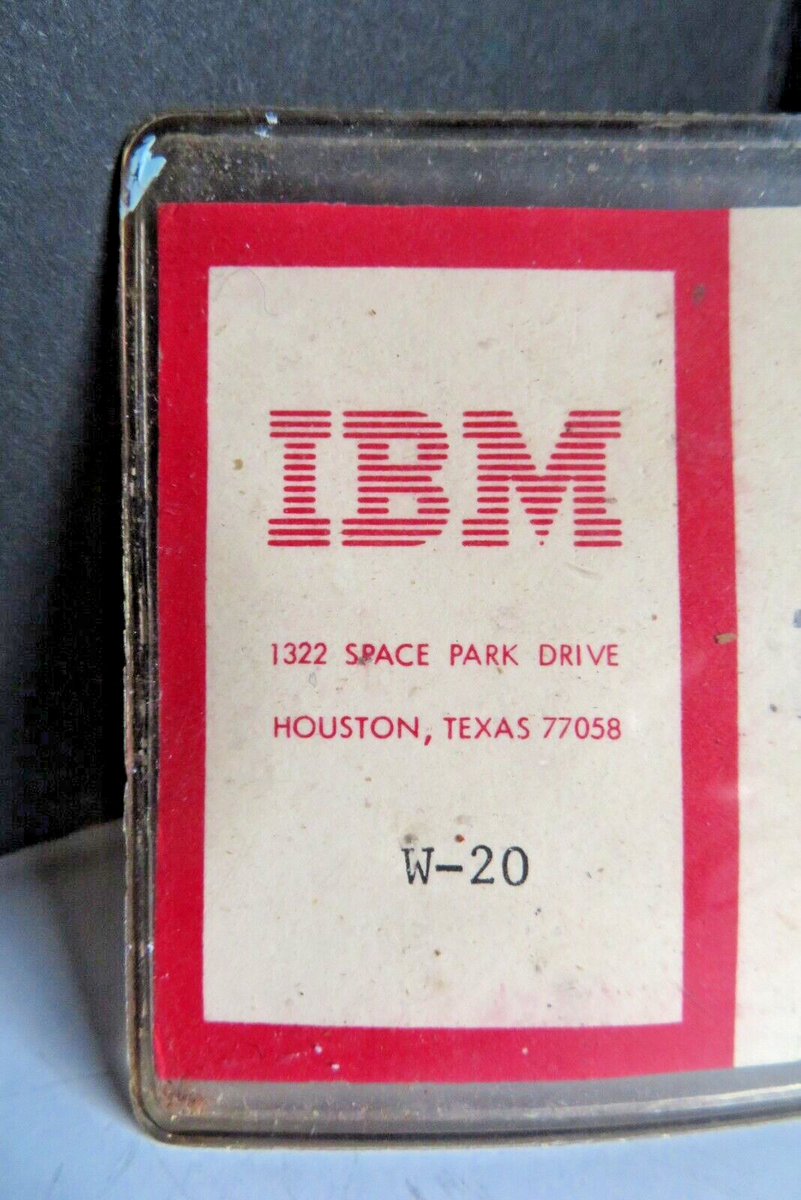 IBM
1322 SPACE PARK DRIVE
HOUSTON, TEXAS 77058
W-20